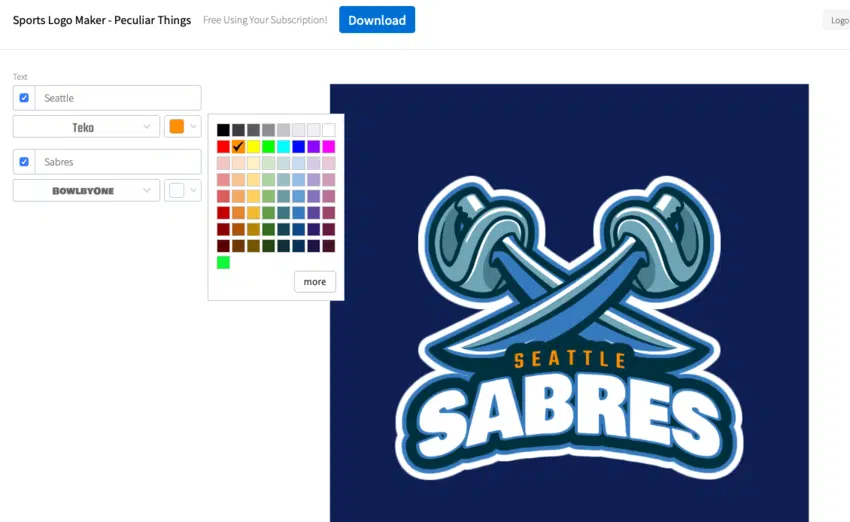 Sports Logo Maker - Peculiar Things Free Using Your Subscription! Download Logo
Text
Seattle
Teko
Sabres
BowlbyOne
more
SEATTLE
SABRES